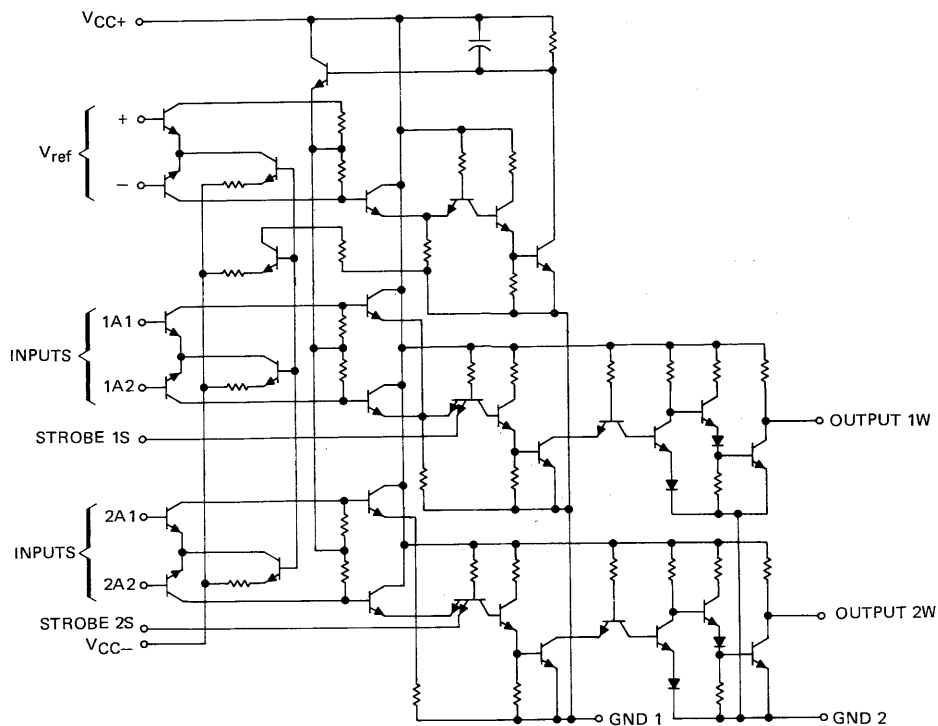 VCC+
+
Vref
−
1A1
INPUTS
1A2
STROBE 1S
OUTPUT 1W
2A1
INPUTS
2A2
STROBE 2S
OUTPUT 2W
VCC−
GND 1
GND 2